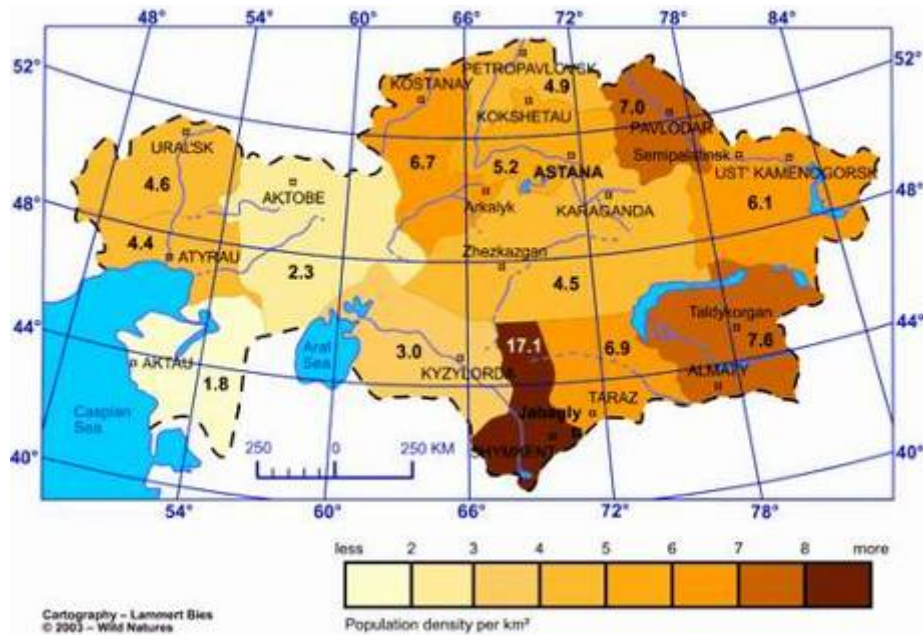 48° 54° 60° 66° 72° 78° 84°
52° 52°
PETROPAVLOVSK
KOSTANAY 4.9
7.0
KOKSHETAU PAVLODAR
URAL'SK Semipalatinsk
6.7 5.2 ASTANA UST' KAMENOGORSK
4.6 AKTOBE
48° Arkalyk KARAGANDA 6.1 48°
4.4 ATYRAU Zhezkazgan
2.3 4.5
Taldykorgan
44° Aral Sea 3.0 17.1 6.9 7.6 44°
AKTAU KYZYLORDA ALMATY
1.8 TARAZ
Caspian Sea Jabagly
250 0 250 KM SHYMKENT
40° 40°
54° 60° 66° 72° 78°
less 2 3 4 5 6 7 8 more
Cartography – Lammert Bies
© 2003 – Wild Natures
Population density per km²